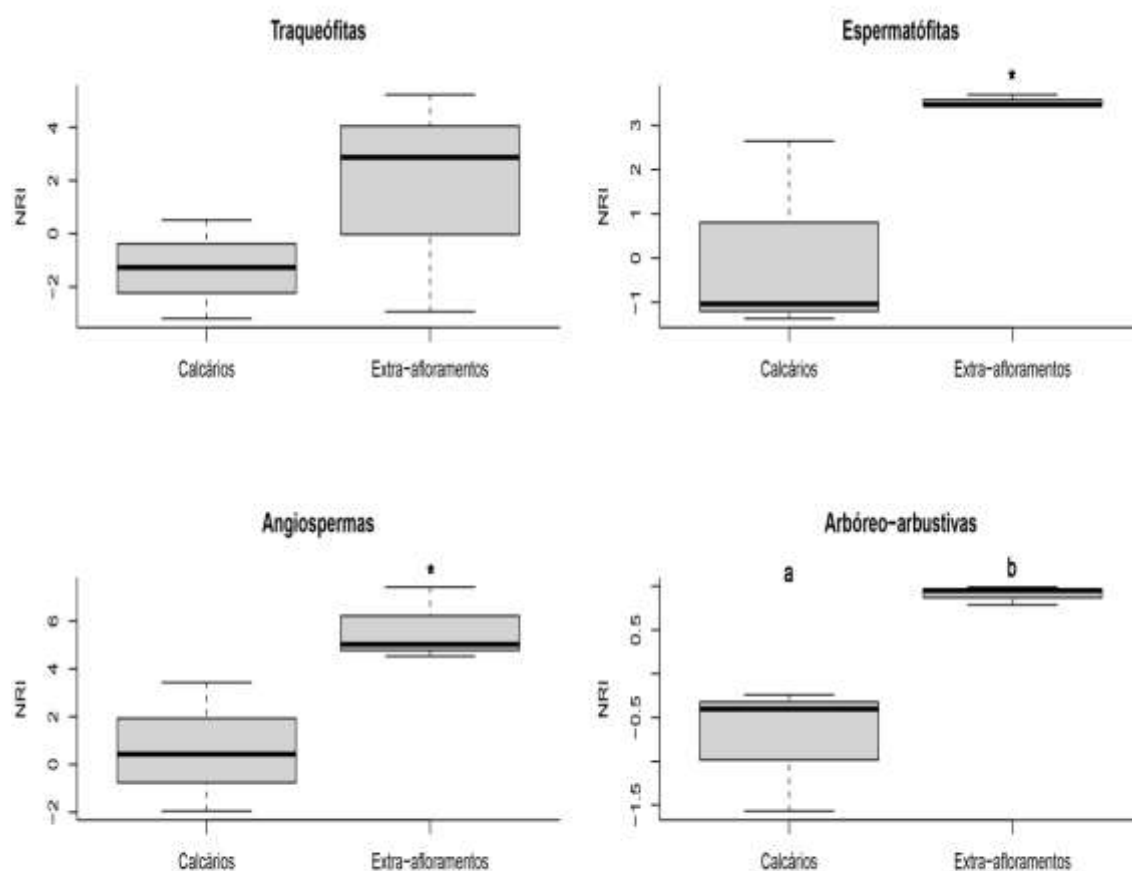 Traqueófitas
NRI
4
2
0
−2
Calcários
Extra−afloramentos
Espermatófitas
*
NRI
3
2
1
0
−1
Calcários
Extra−afloramentos
Angiospermas
*
NRI
6
4
2
0
−2
Calcários
Extra−afloramentos
Arbóreo−arbustivas
a
b
NRI
0.5
−0.5
−1.5
Calcários
Extra−afloramentos